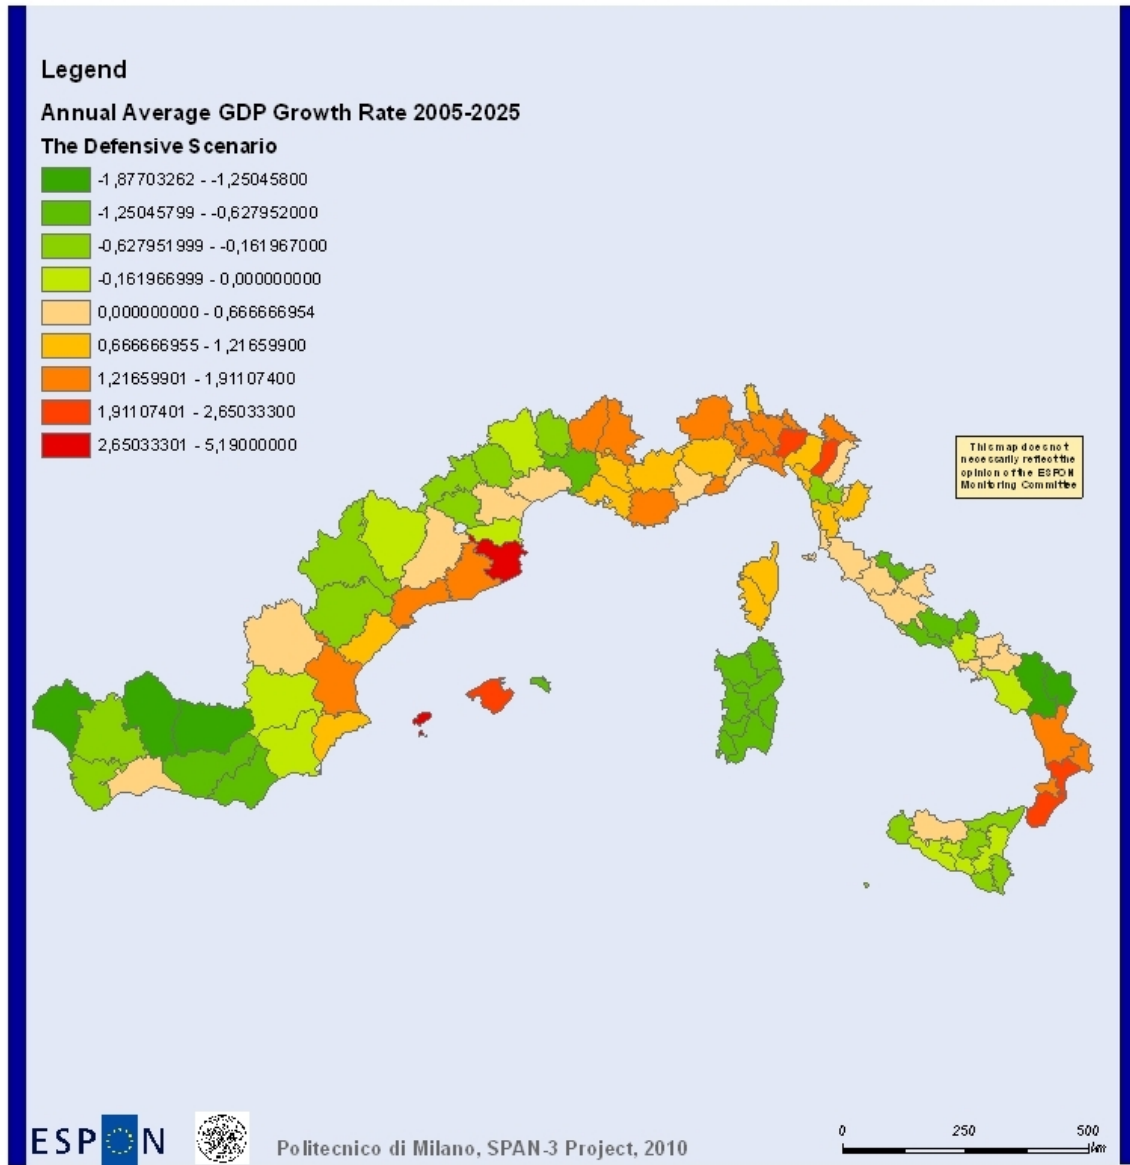 Legend
Annual Average GDP Growth Rate 2005-2025
The Defensive Scenario
-1,87703262 - -1,25045800
-1,25045799 - -0,627952000
-0,627951999 - -0,161967000
-0,161966999 - 0,000000000
0,000000000 - 0,666666954
0,666666955 - 1,21659900
1,21659901 - 1,91107400
1,91107401 - 2,65033300
2,65033301 - 5,19000000
This map does not
necessarily reflect the
opinion of the ESPON
Monitoring Committee
ESPON
Politecnico di Milano, SPAN-3 Project, 2010
0 250 500
km